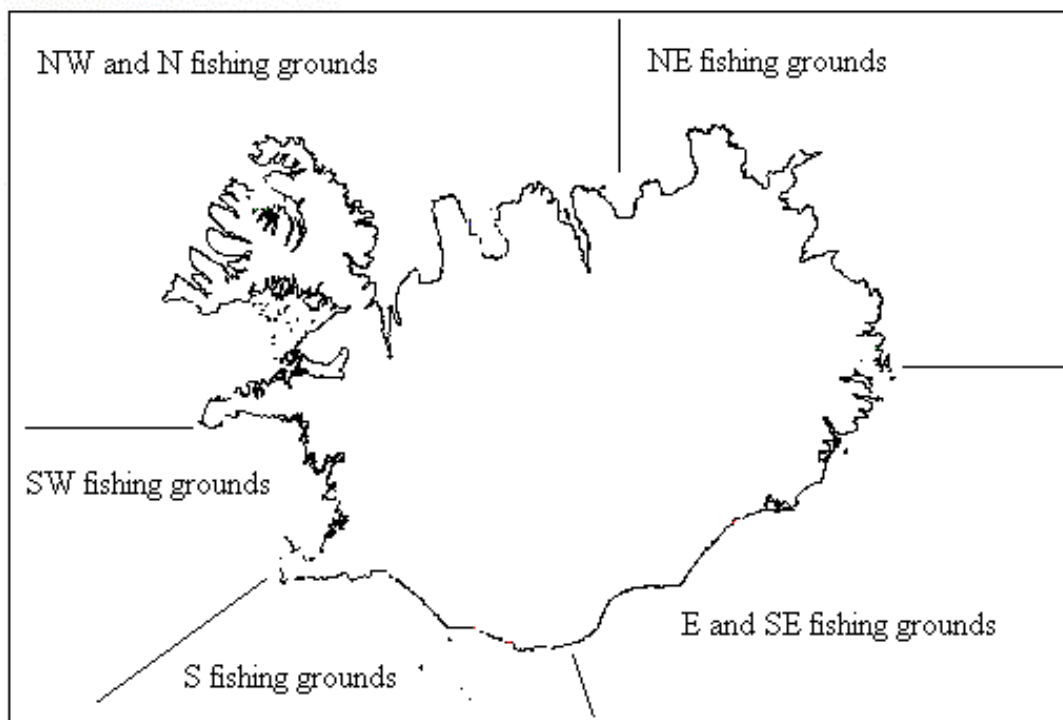 NW and N fishing grounds
NE fishing grounds
SW fishing grounds
E and SE fishing grounds
S fishing grounds